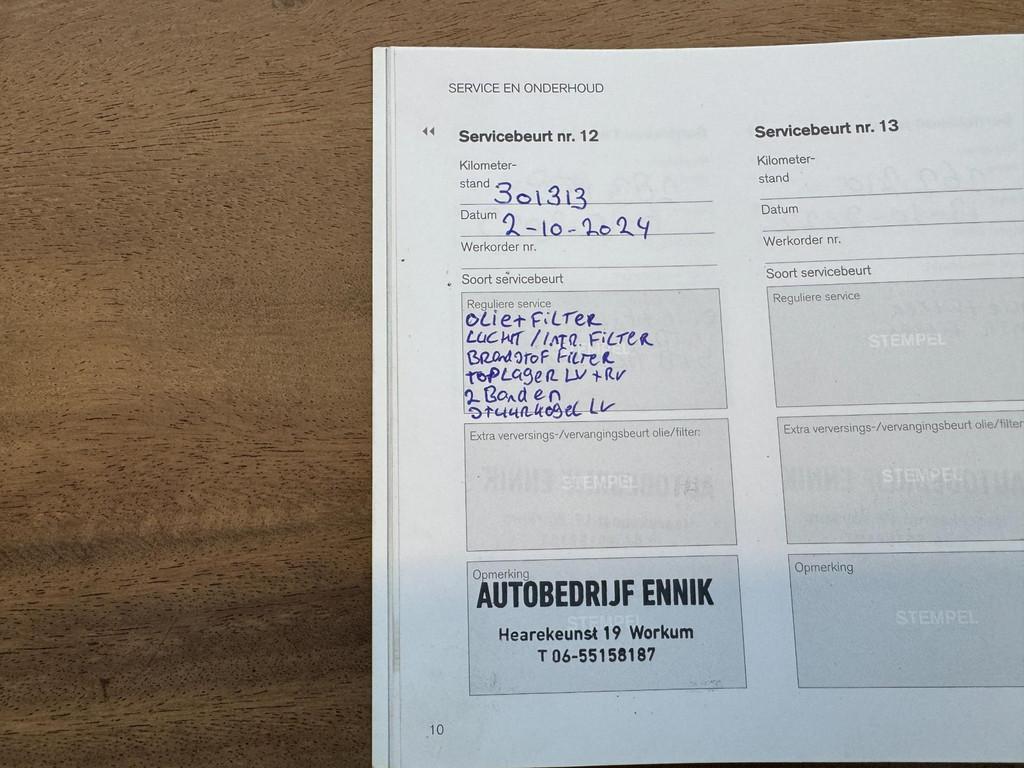 SERVICE EN ONDERHOUD
Servicebeurt nr. 12
Kilometer-
stand 301313
Datum 2-10-2024
Werkorder nr.
Soort servicebeurt
Reguliere service
OLie + FiLTeR
LUCHT / INTR. FiLTeR
BRandstof FiLTeR
TOPLageR LV + RV
2 Banden
STuurkogel LV
Extra verversings-/vervangingsbeurt olie/filter:
STEMPEL
Opmerking
AUTOBEDRIJF ENNIK
STEMPEL
Hearekeunst 19 Workum
T 06-55158187
10
Servicebeurt nr. 13
Kilometer-
stand
Datum
Werkorder nr.
Soort servicebeurt
Reguliere service
STEMPEL
Extra verversings-/vervangingsbeurt olie/filter
STEMPEL
Opmerking
STEMPEL